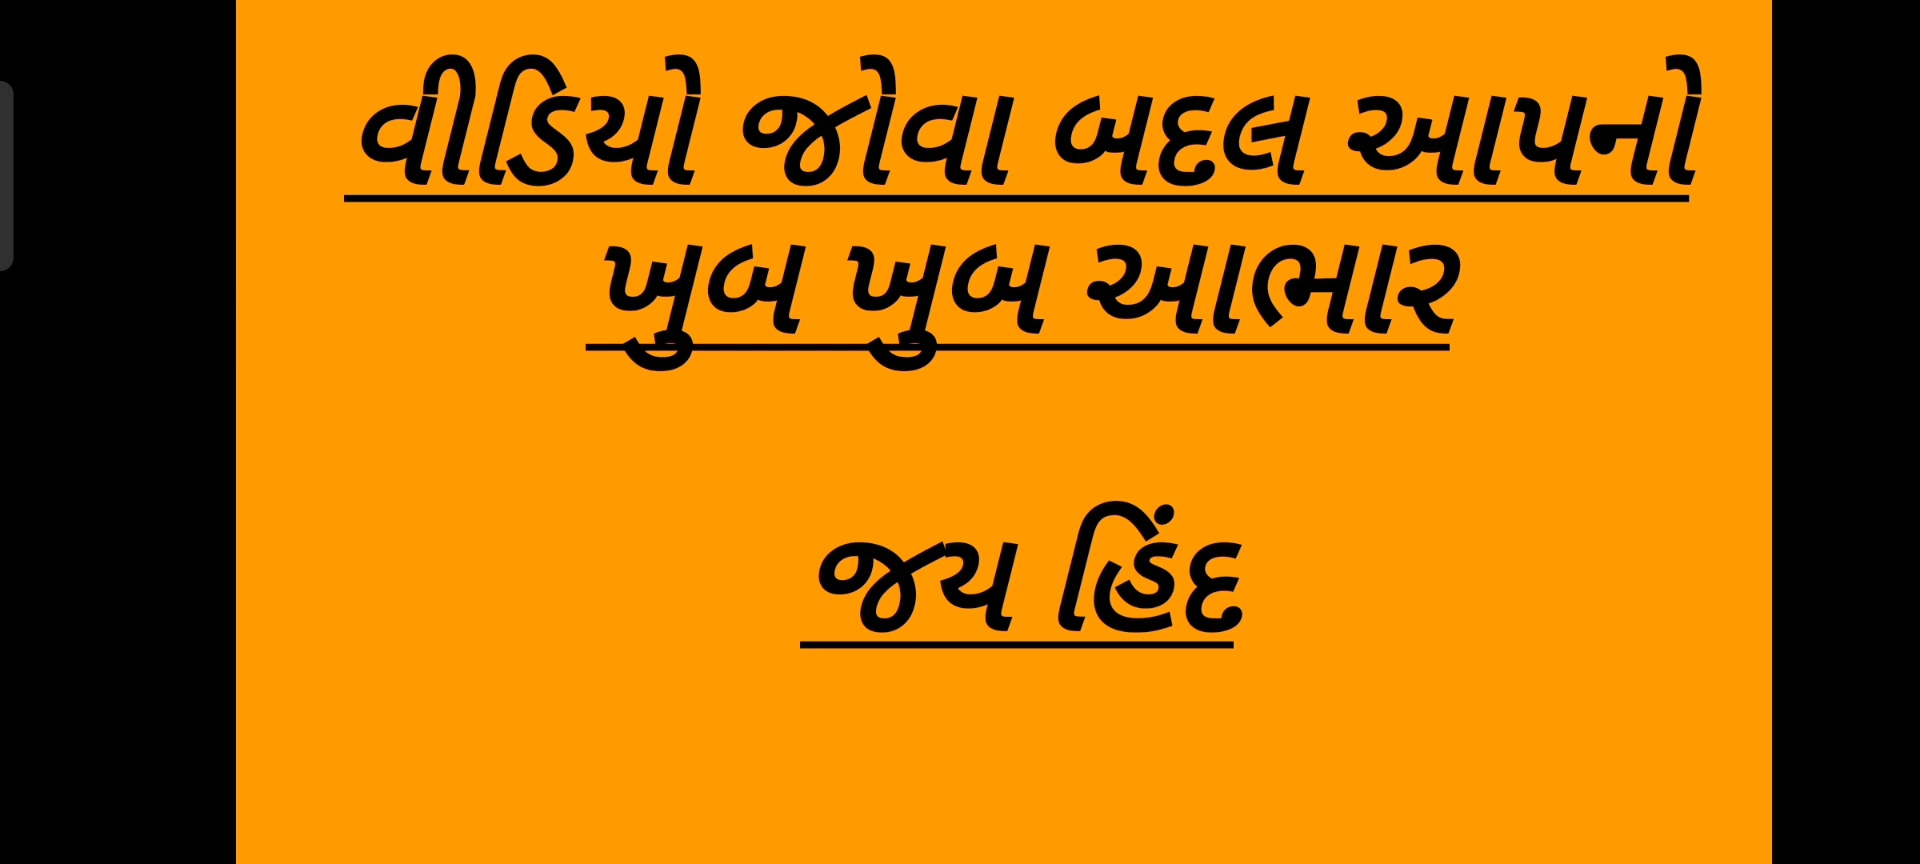 વીડિયો જોવા બદલ આપનો
ખુબ ખુબ આભાર
જય હિંદ